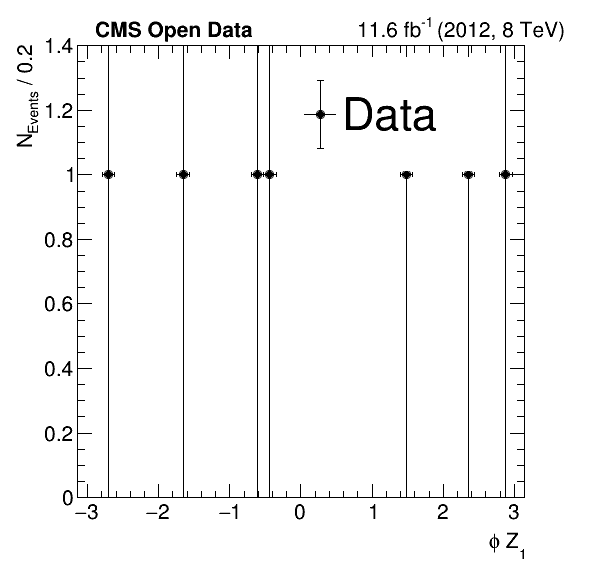 CMS Open Data 11.6 fb⁻¹ (2012, 8 TeV)
N_Events / 0.2
1.4
1.2
1
0.8
0.6
0.4
0.2
0
Data
−3 −2 −1 0 1 2 3
ϕ Z₁